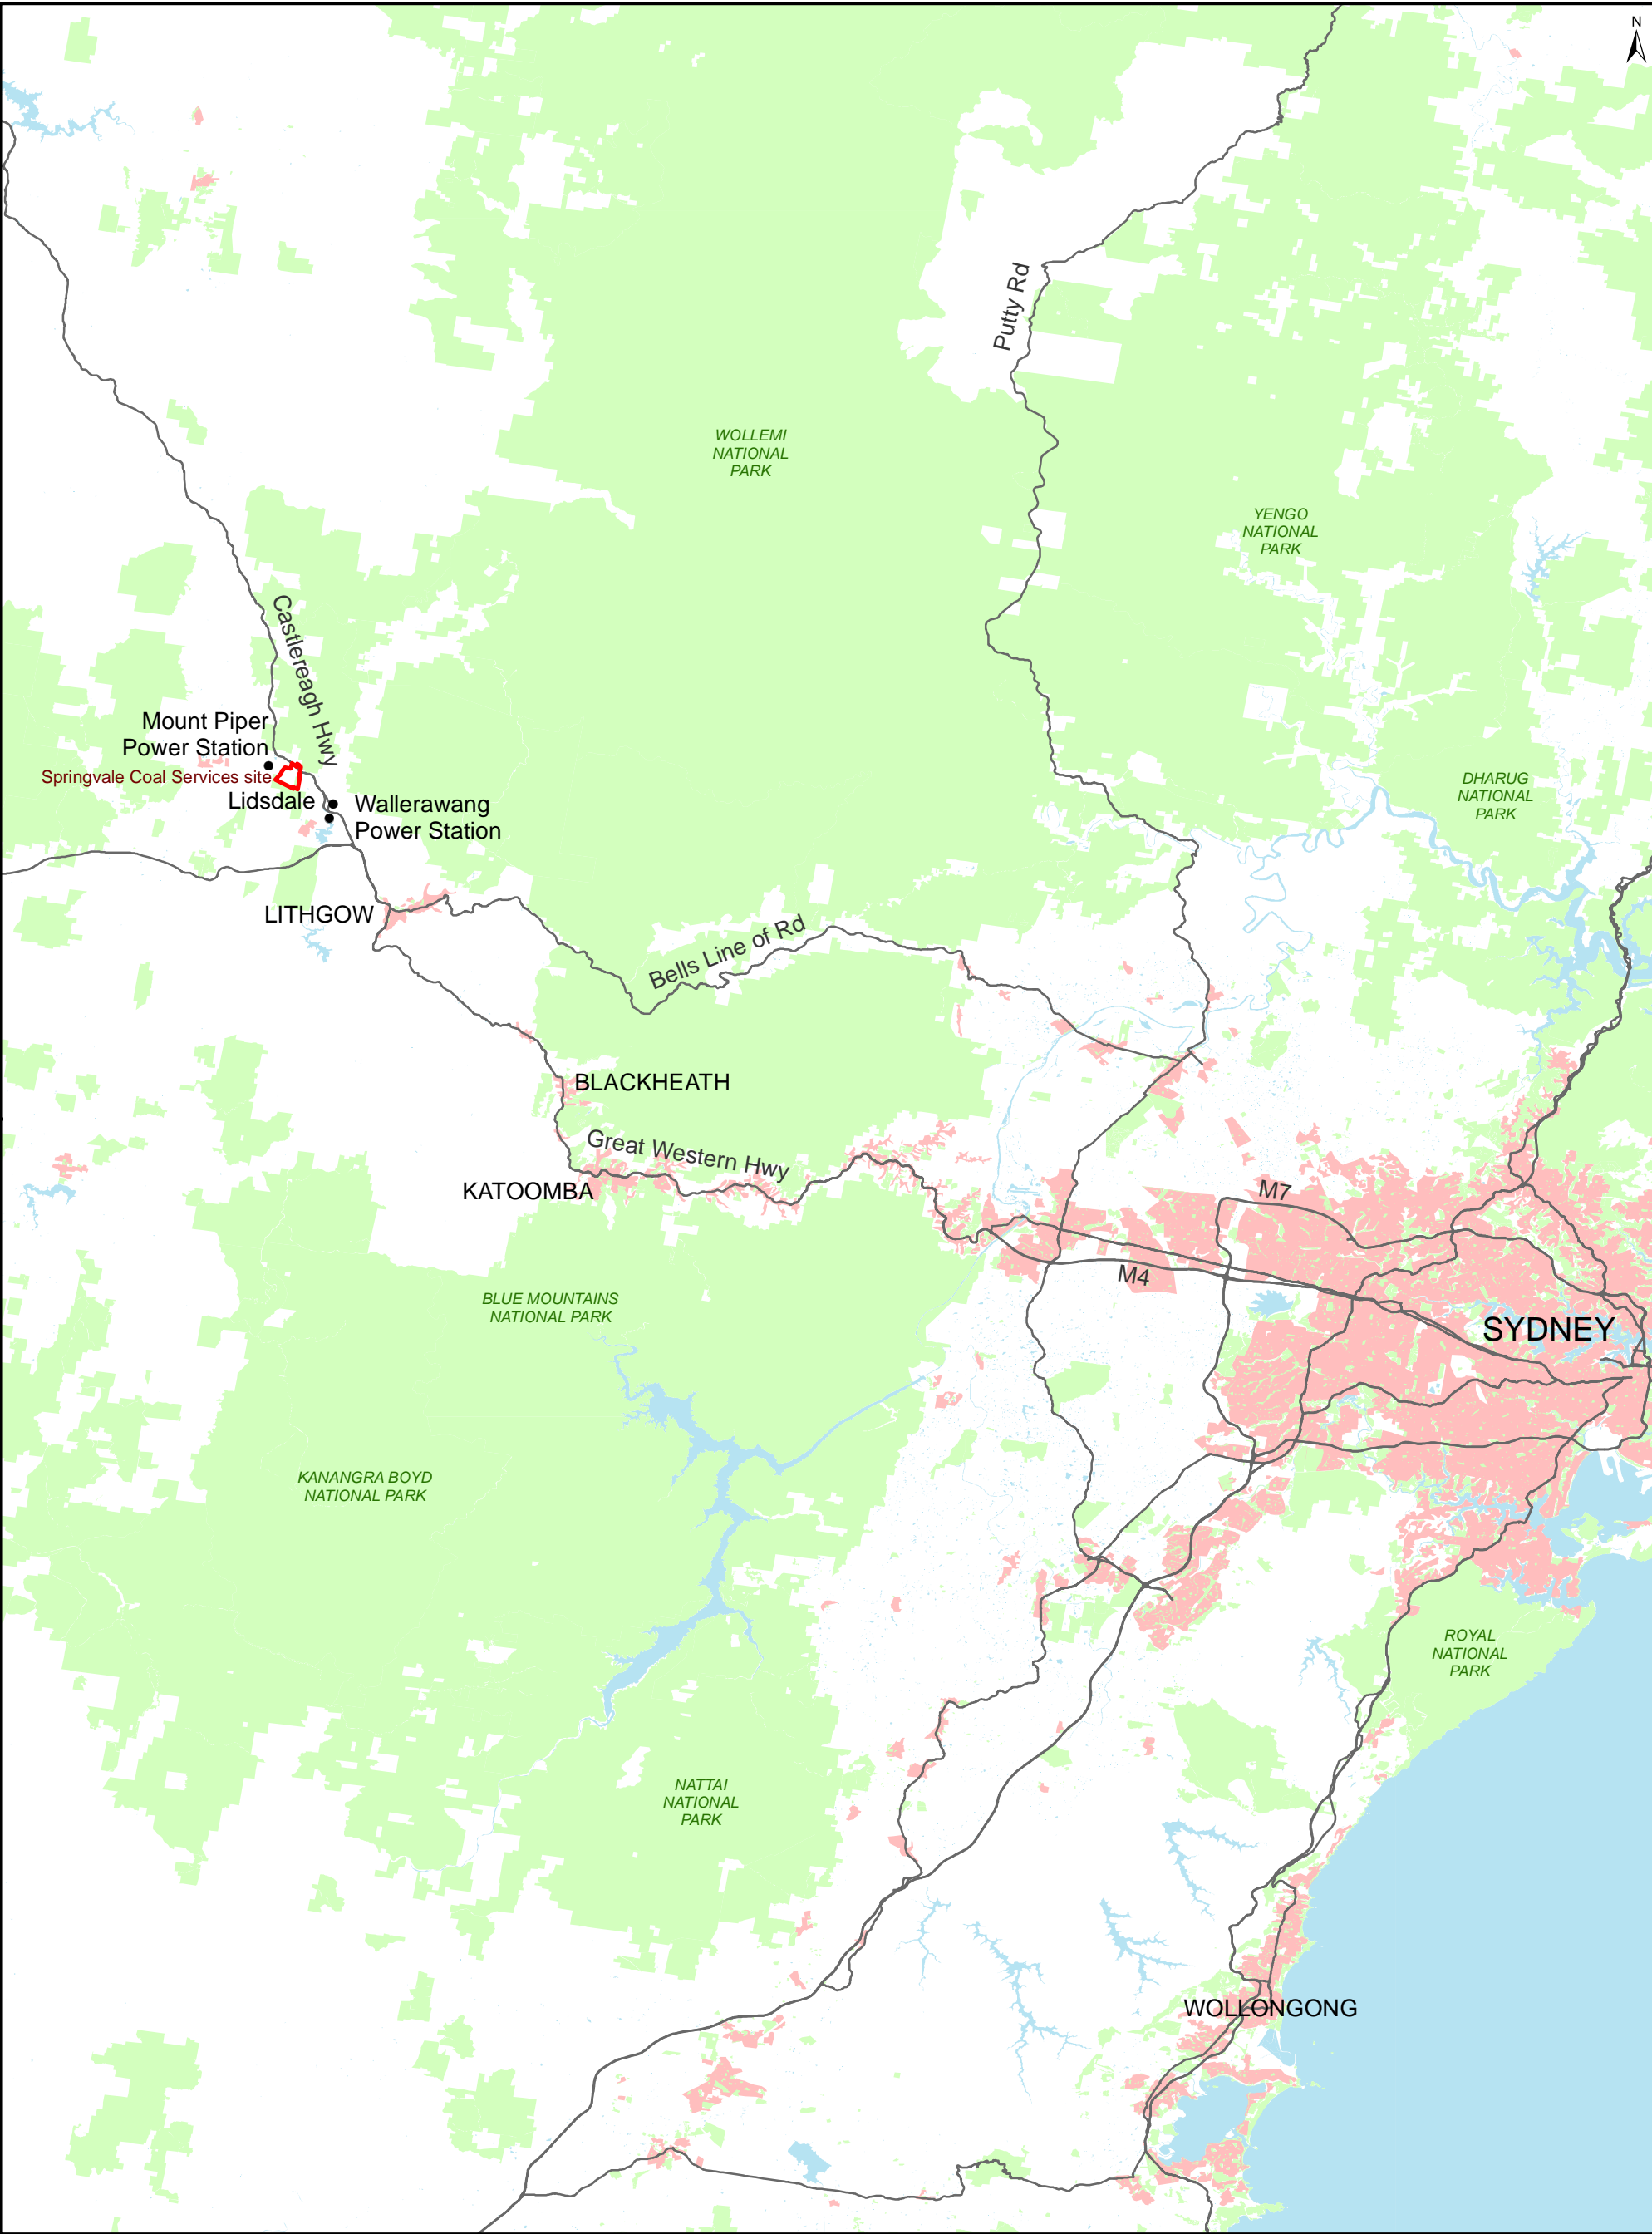 N
Putty Rd
WOLLEMI
NATIONAL
PARK
YENGO
NATIONAL
PARK
Castlereagh Hwy
Mount Piper
Power Station
Springvale Coal Services site
Lidsdale
Wallerawang
Power Station
DHARUG
NATIONAL
PARK
LITHGOW
Bells Line of Rd
BLACKHEATH
Great Western Hwy
KATOOMBA
M7
M4
BLUE MOUNTAINS
NATIONAL PARK
SYDNEY
KANANGRA BOYD
NATIONAL PARK
ROYAL
NATIONAL
PARK
NATTAI
NATIONAL
PARK
WOLLONGONG